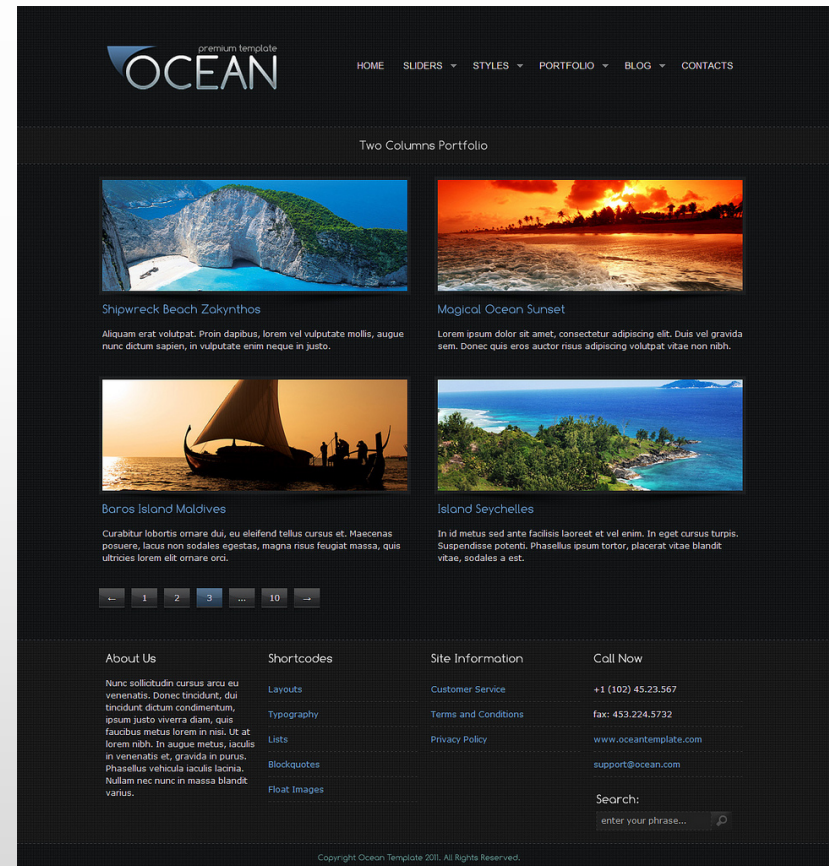 premium template
OCEAN
HOME SLIDERS STYLES PORTFOLIO BLOG CONTACTS
Two Columns Portfolio
Shipwreck Beach Zakynthos
Aliquam erat volutpat. Proin dapibus, lorem vel vulputate mollis, augue
nunc dictum sapien, in vulputate enim neque in justo.
Magical Ocean Sunset
Lorem ipsum dolor sit amet, consectetur adipiscing elit. Duis vel gravida
sem. Donec quis eros auctor risus adipiscing volutpat vitae non nibh.
Baros Island Maldives
Curabitur lobortis ornare dui, eu eleifend tellus cursus et. Maecenas
posuere, lacus non sodales egestas, magna risus feugiat massa, quis
ultricies lorem elit ornare orci.
Island Seychelles
In id metus sed ante facilisis laoreet et vel enim. In eget cursus turpis.
Suspendisse potenti. Phasellus ipsum tortor, placerat vitae blandit
vitae, sodales a est.
← 1 2 3 ... 10 →
About Us
Nunc sollicitudin cursus arcu eu
venenatis. Donec tincidunt, dui
tincidunt dictum condimentum,
ipsum justo viverra diam, quis
faucibus metus lorem in nisi. Ut at
lorem nibh. In augue metus, iaculis
in venenatis et, gravida in purus.
Phasellus vehicula iaculis lacinia.
Nullam nec nunc in massa blandit
varius.
Shortcodes
Layouts
Typography
Lists
Blockquotes
Float Images
Site Information
Customer Service
Terms and Conditions
Privacy Policy
Call Now
+1 (102) 45.23.567
fax: 453.224.5732
www.oceantemplate.com
support@ocean.com
Search:
enter your phrase...
Copyright Ocean Template 2011. All Rights Reserved.